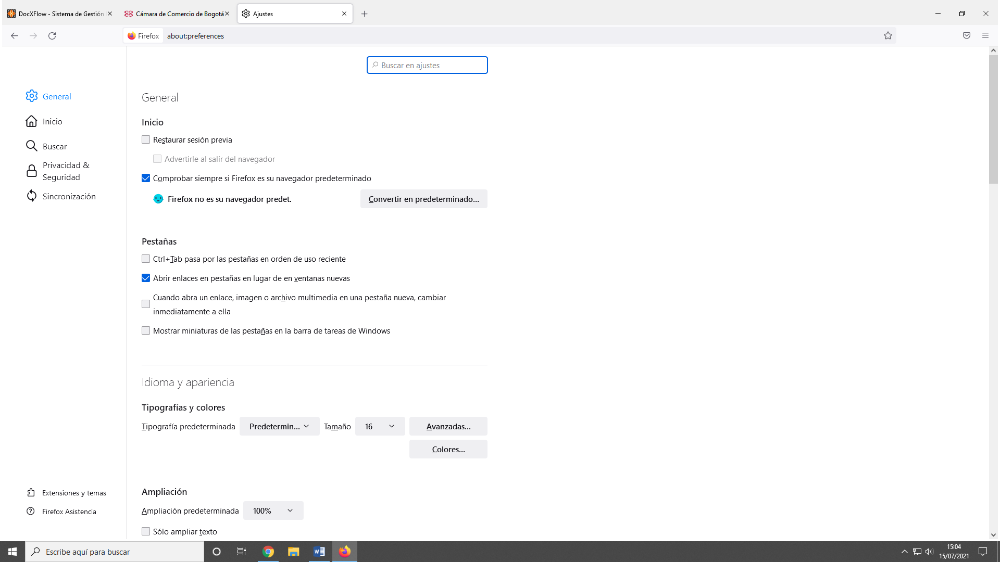 DocXFlow - Sistema de Gestión
Cámara de Comercio de Bogotá
Ajustes
Firefox
about:preferences
Buscar en ajustes
General
Inicio
Buscar
Privacidad &
Seguridad
Sincronización
Extensiones y temas
Firefox Asistencia
General
Inicio
Restaurar sesión previa
Advertirle al salir del navegador
Comprobar siempre si Firefox es su navegador predeterminado
Firefox no es su navegador predet.
Convertir en predeterminado...
Pestañas
Ctrl+Tab pasa por las pestañas en orden de uso reciente
Abrir enlaces en pestañas en lugar de en ventanas nuevas
Cuando abra un enlace, imagen o archivo multimedia en una pestaña nueva, cambiar
inmediatamente a ella
Mostrar miniaturas de las pestañas en la barra de tareas de Windows
Idioma y apariencia
Tipografías y colores
Tipografía predeterminada Predetermin... Tamaño 16 Avanzadas...
Colores...
Ampliación
Ampliación predeterminada 100%
Sólo ampliar texto
Escribe aquí para buscar
15:04
15/07/2021